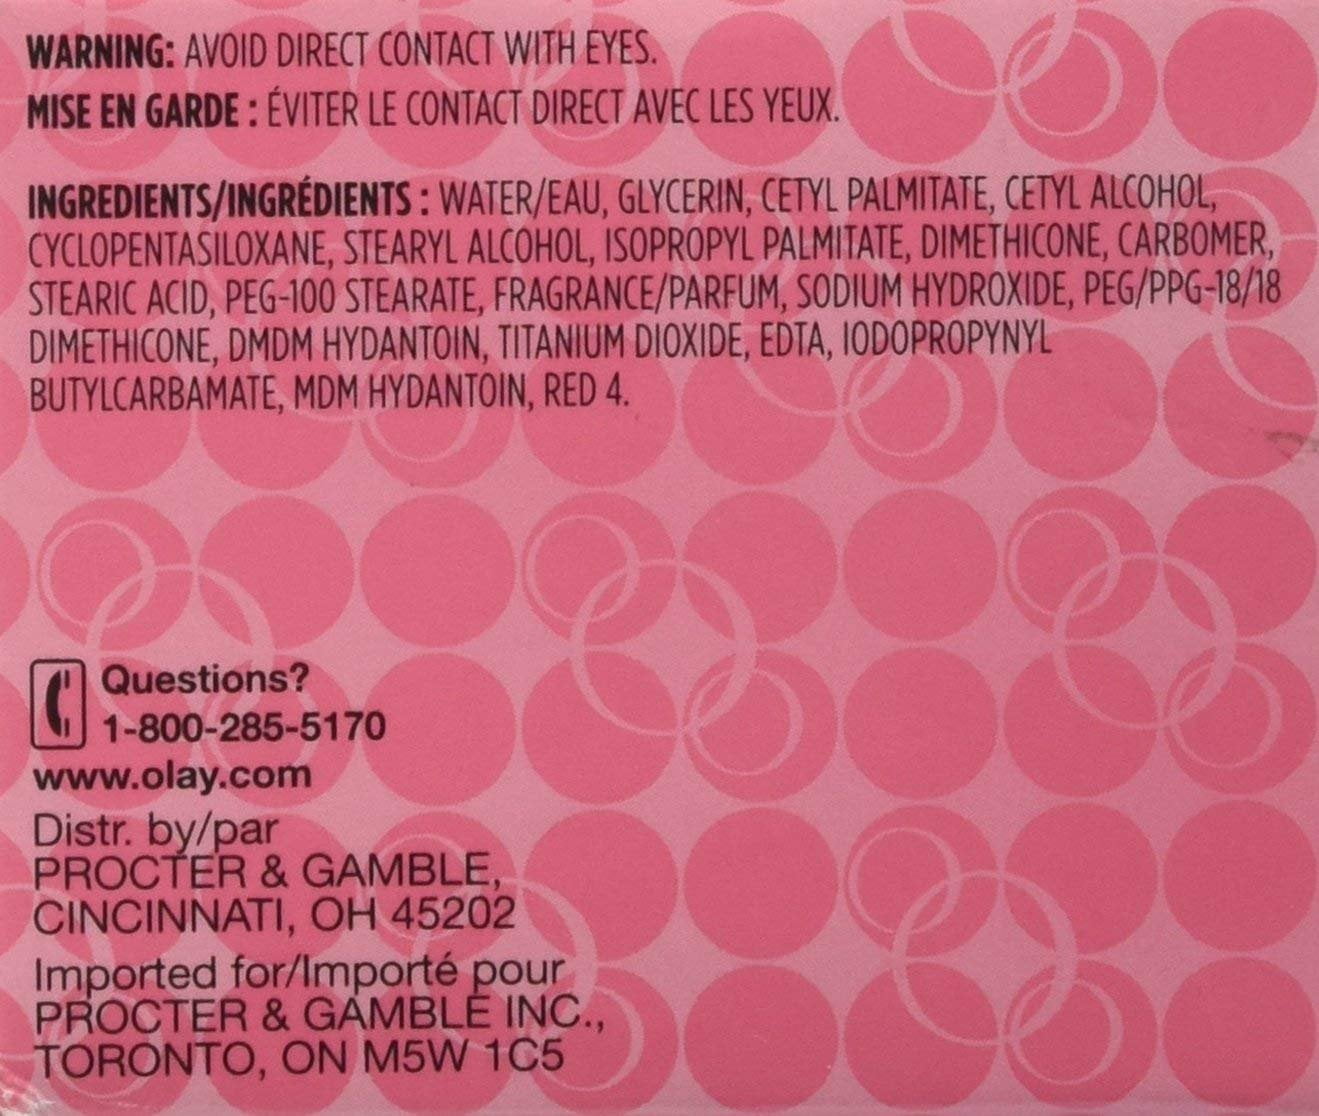 WARNING: AVOID DIRECT CONTACT WITH EYES.
MISE EN GARDE : ÉVITER LE CONTACT DIRECT AVEC LES YEUX.
INGREDIENTS/INGRÉDIENTS : WATER/EAU, GLYCERIN, CETYL PALMITATE, CETYL ALCOHOL,
CYCLOPENTASILOXANE, STEARYL ALCOHOL, ISOPROPYL PALMITATE, DIMETHICONE, CARBOMER,
STEARIC ACID, PEG-100 STEARATE, FRAGRANCE/PARFUM, SODIUM HYDROXIDE, PEG/PPG-18/18
DIMETHICONE, DMDM HYDANTOIN, TITANIUM DIOXIDE, EDTA, IODOPROPYNYL
BUTYLCARBAMATE, MDM HYDANTOIN, RED 4.
Questions?
1-800-285-5170
www.olay.com
Distr. by/par
PROCTER & GAMBLE,
CINCINNATI, OH 45202
Imported for/Importé pour
PROCTER & GAMBLE INC.,
TORONTO, ON M5W 1C5